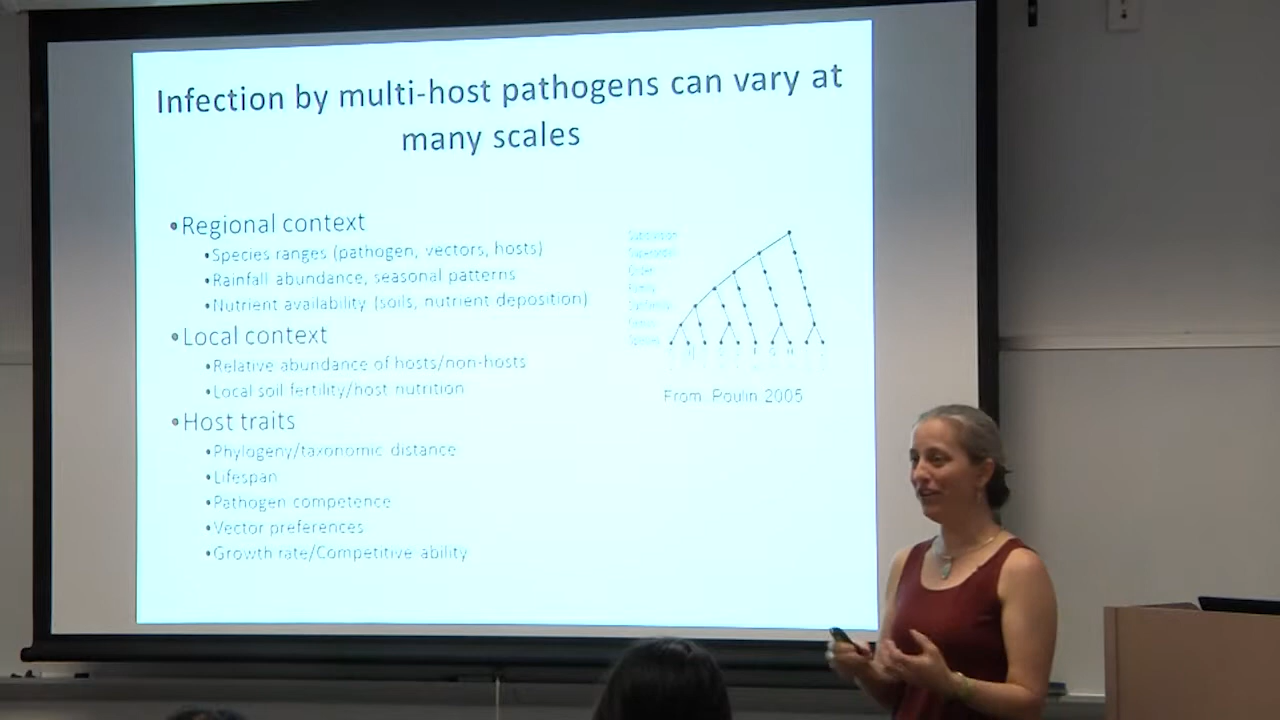 Infection by multi-host pathogens can vary at
many scales
•Regional context
•Species ranges (pathogen, vectors, hosts)
•Rainfall abundance, seasonal patterns
•Nutrient availability (soils, nutrient deposition)
•Local context
•Relative abundance of hosts/non-hosts
•Local soil fertility/host nutrition
•Host traits
•Phylogeny/taxonomic distance
•Lifespan
•Pathogen competence
•Vector preferences
•Growth rate/Competitive ability
Order
Family
From Poulin 2005